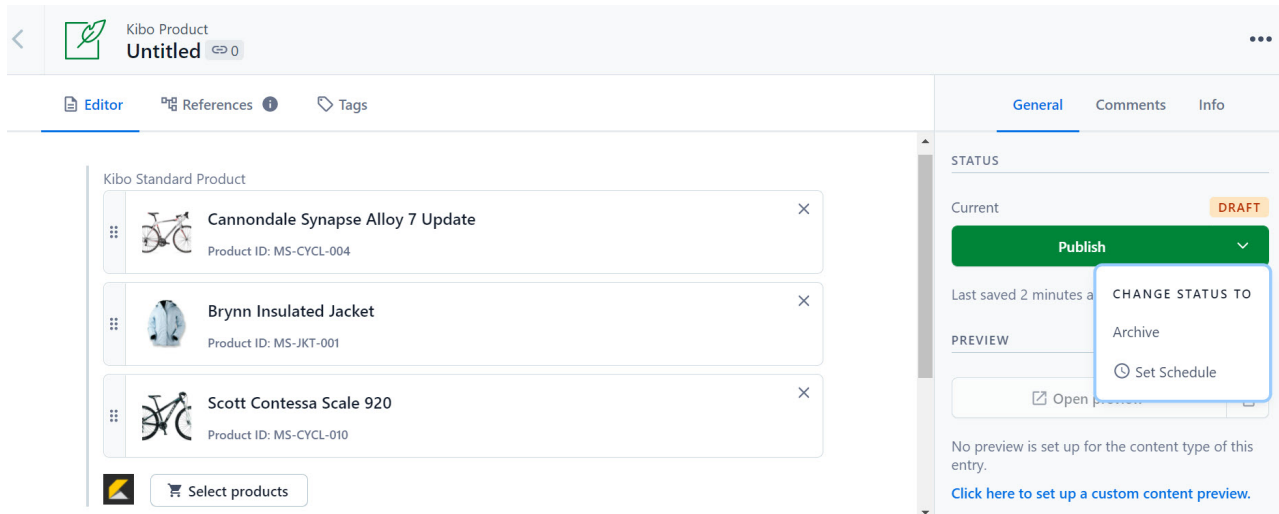 Kibo Product
Untitled 0
Editor References Tags
General Comments Info
Kibo Standard Product
Cannondale Synapse Alloy 7 Update
Product ID: MS-CYCL-004
Brynn Insulated Jacket
Product ID: MS-JKT-001
Scott Contessa Scale 920
Product ID: MS-CYCL-010
Select products
STATUS
Current DRAFT
Publish
Last saved 2 minutes a
CHANGE STATUS TO
Archive
Set Schedule
PREVIEW
Open
No preview is set up for the content type of this
entry.
Click here to set up a custom content preview.